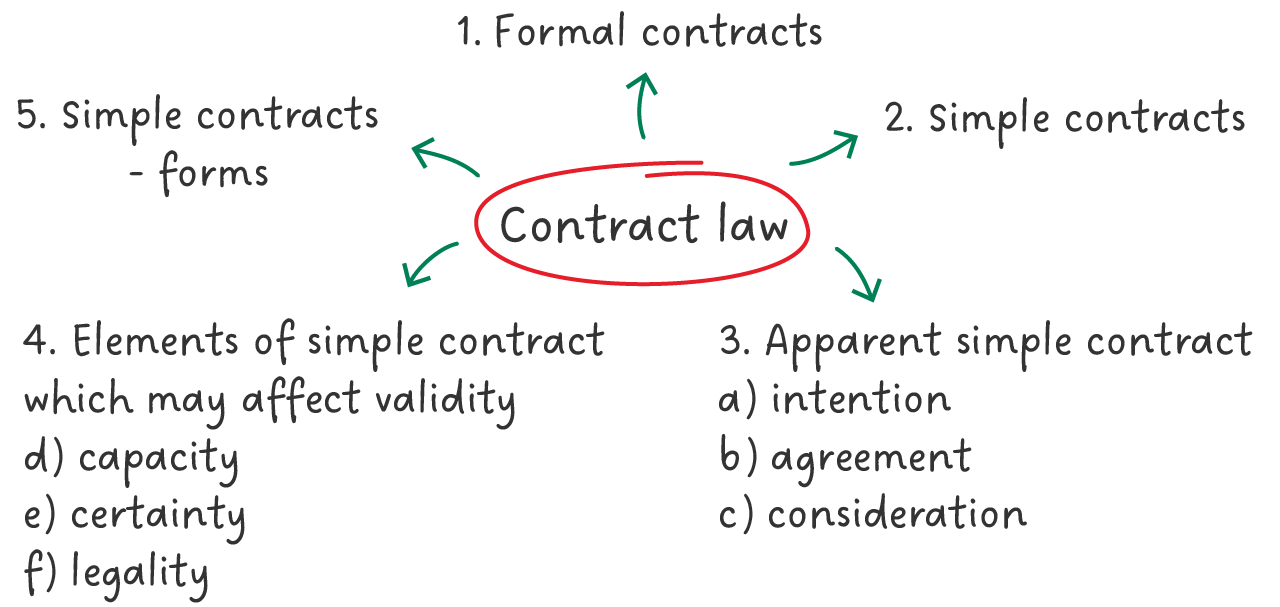 1. Formal contracts
5. Simple contracts
- forms
2. Simple contracts
Contract law
4. Elements of simple contract
which may affect validity
d) capacity
e) certainty
f) legality
3. Apparent simple contract
a) intention
b) agreement
c) consideration